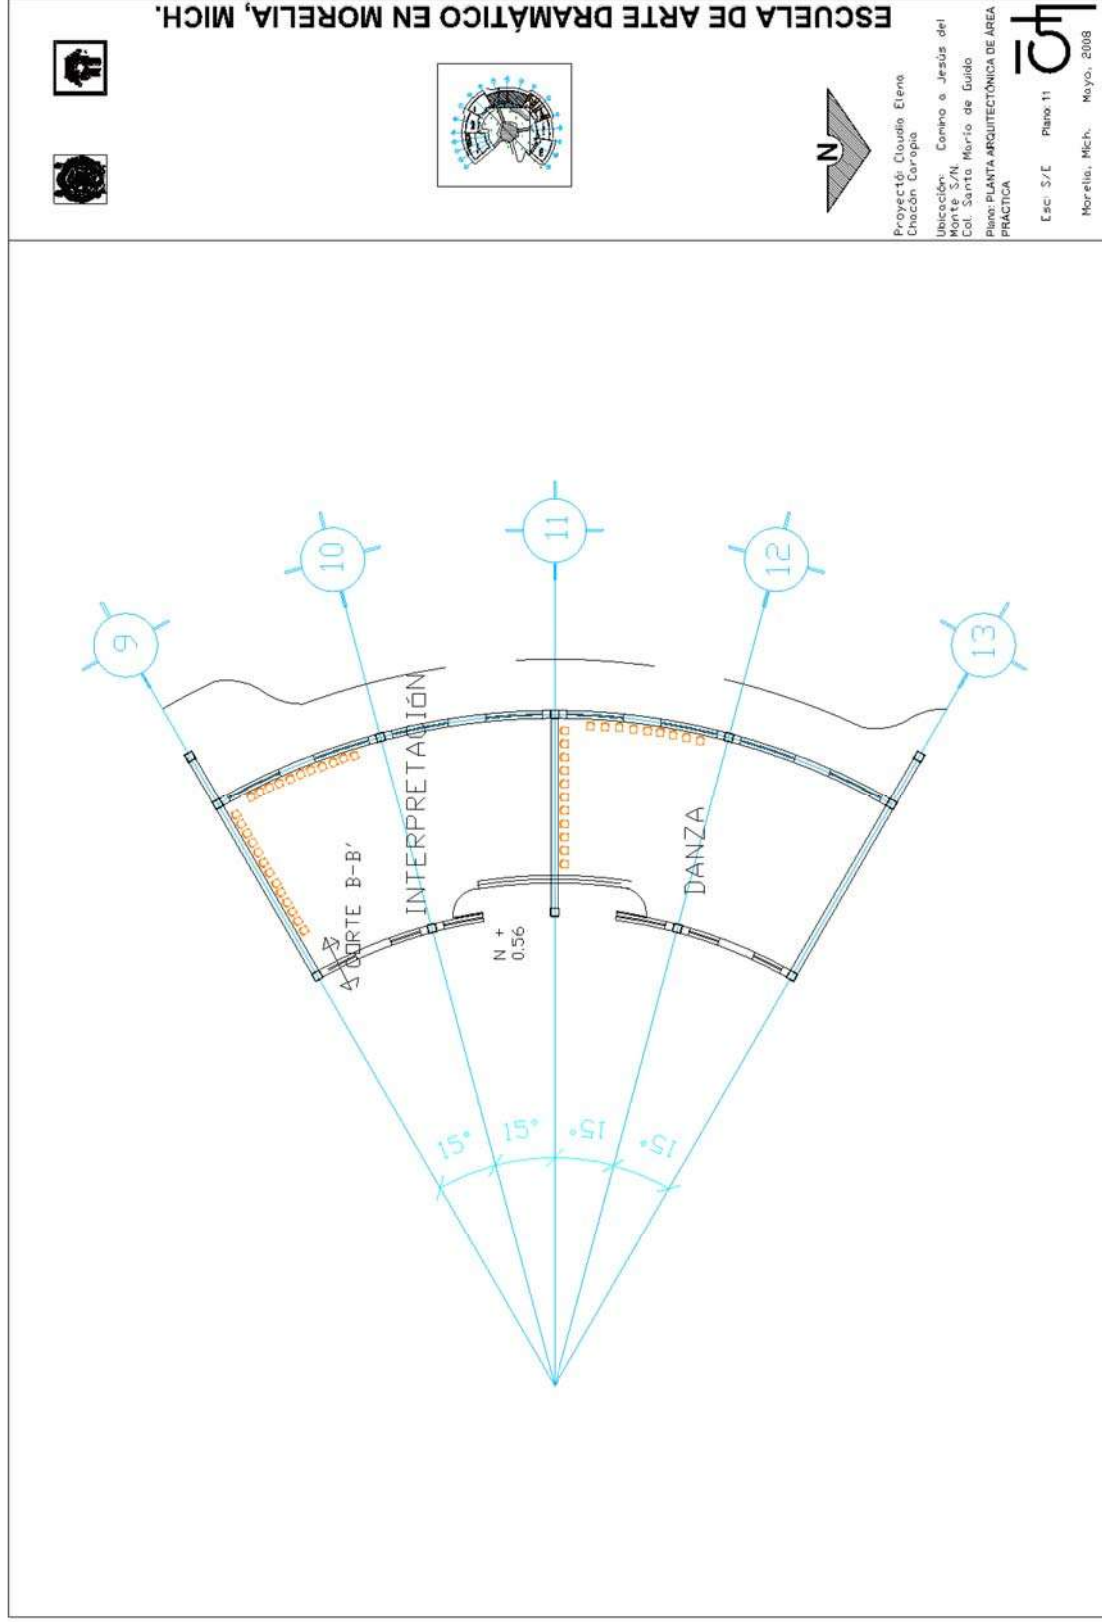 ESCUELA DE ARTE DRAMÁTICO EN MORELIA, MICH.
N
Proyectó: Claudia Elena
Chacón Carapia
Ubicación: Camino a Jesús del
Monte S/N.
Col. Santa María de Guido
Plano: PLANTA ARQUITECTÓNICA DE ÁREA
PRÁCTICA
Esc: S/E Plano: 11
Morelia, Mich. Mayo, 2008
9
10
11
12
13
INTERPRETACIÓN
CORTE B-B'
DANZA
N +
0.56
15°
15°
15°
15°